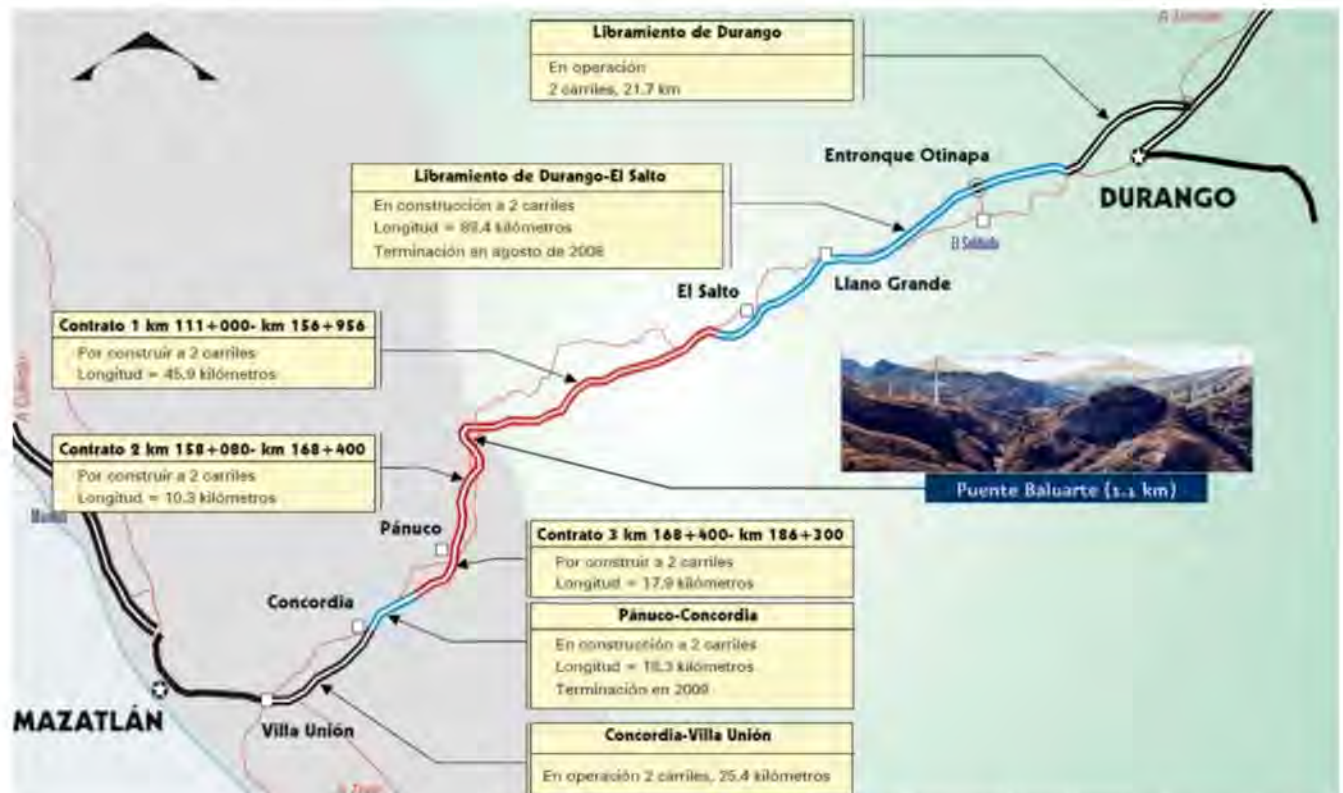 Libramiento de Durango
En operación
2 carriles, 21.7 km
Entronque Otinapa
DURANGO
Libramiento de Durango-El Salto
En construcción a 2 carriles
Longitud = 89.4 kilómetros
Terminación en agosto de 2008
El Salto
Llano Grande
Contrato 1 km 111+000- km 156+956
Por construir a 2 carriles
Longitud = 45.9 kilómetros
A Culiacán
Contrato 2 km 158+080- km 168+400
Por construir a 2 carriles
Longitud = 10.3 kilómetros
Puente Baluarte (1.1 km)
Pánuco
Contrato 3 km 168+400- km 186+300
Por construir a 2 carriles
Longitud = 17.9 kilómetros
Concordia
Pánuco-Concordia
En construcción a 2 carriles
Longitud = 18.3 kilómetros
Terminación en 2009
MAZATLÁN
Villa Unión
Concordia-Villa Unión
En operación 2 carriles, 25.4 kilómetros